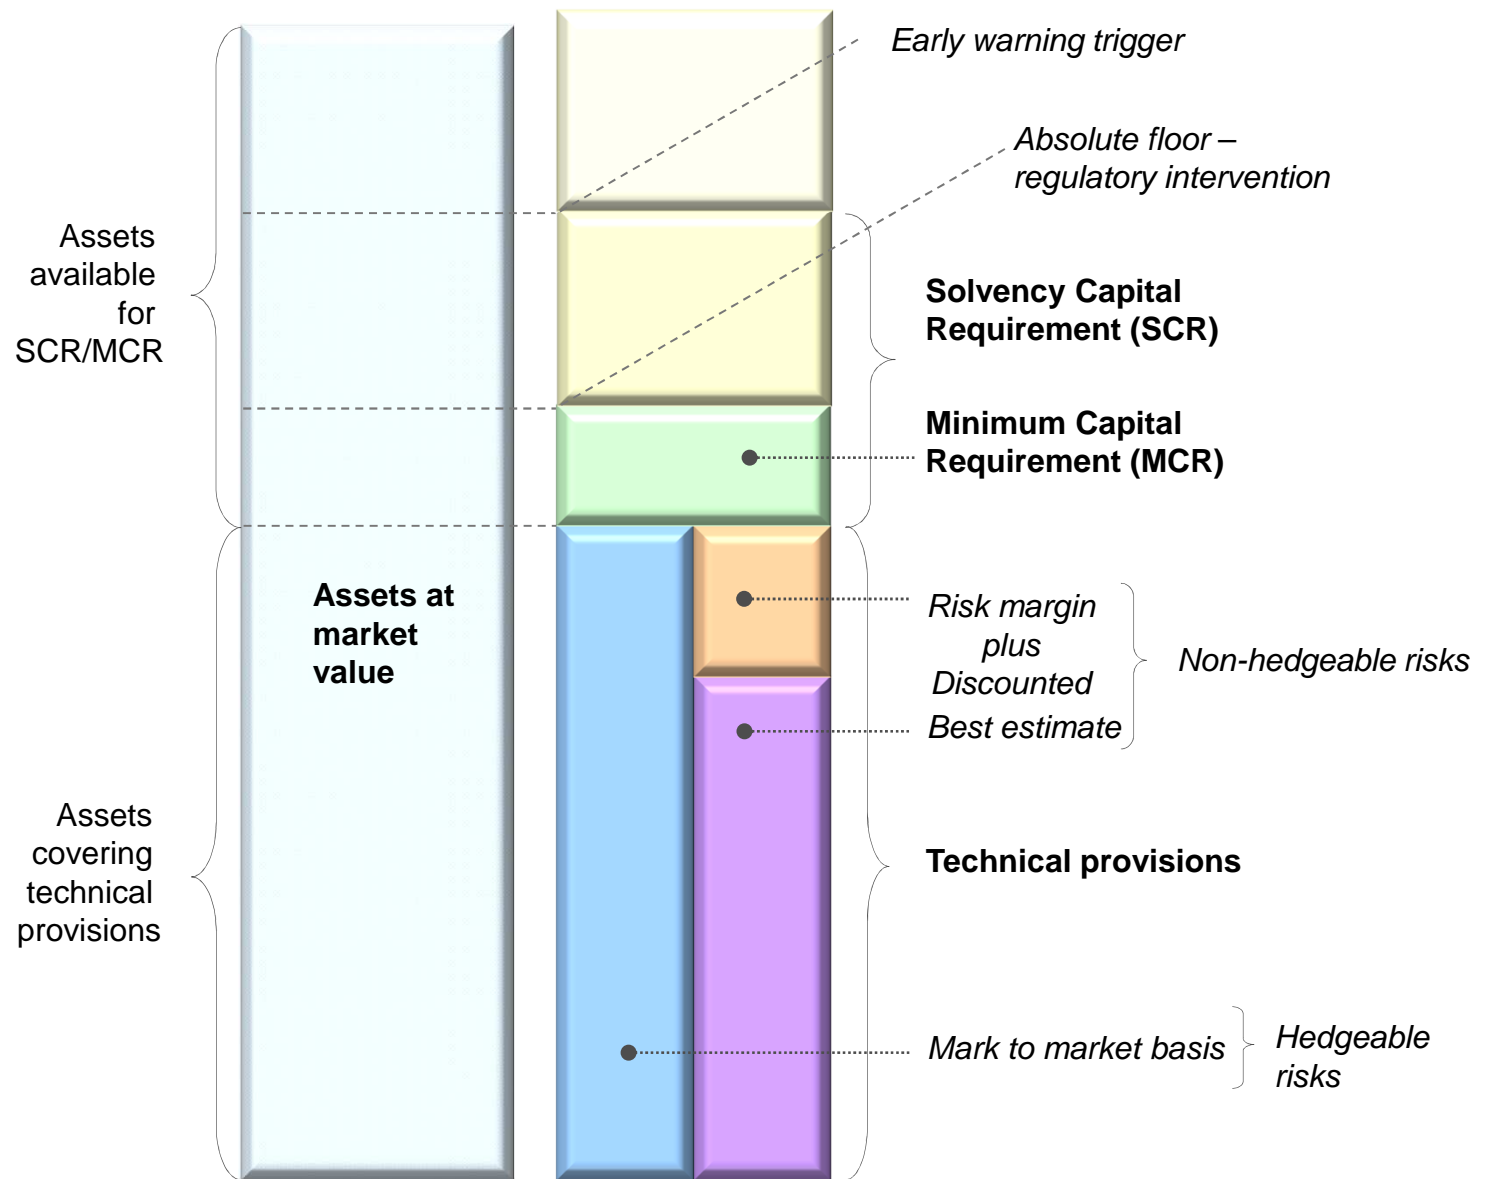 Early warning trigger
Absolute floor –
regulatory intervention
Assets
available
for
SCR/MCR
Solvency Capital
Requirement (SCR)
Minimum Capital
Requirement (MCR)
Assets at
market
value
Risk margin
plus
Discounted
Best estimate
Non-hedgeable risks
Assets
covering
technical
provisions
Technical provisions
Mark to market basis
Hedgeable
risks